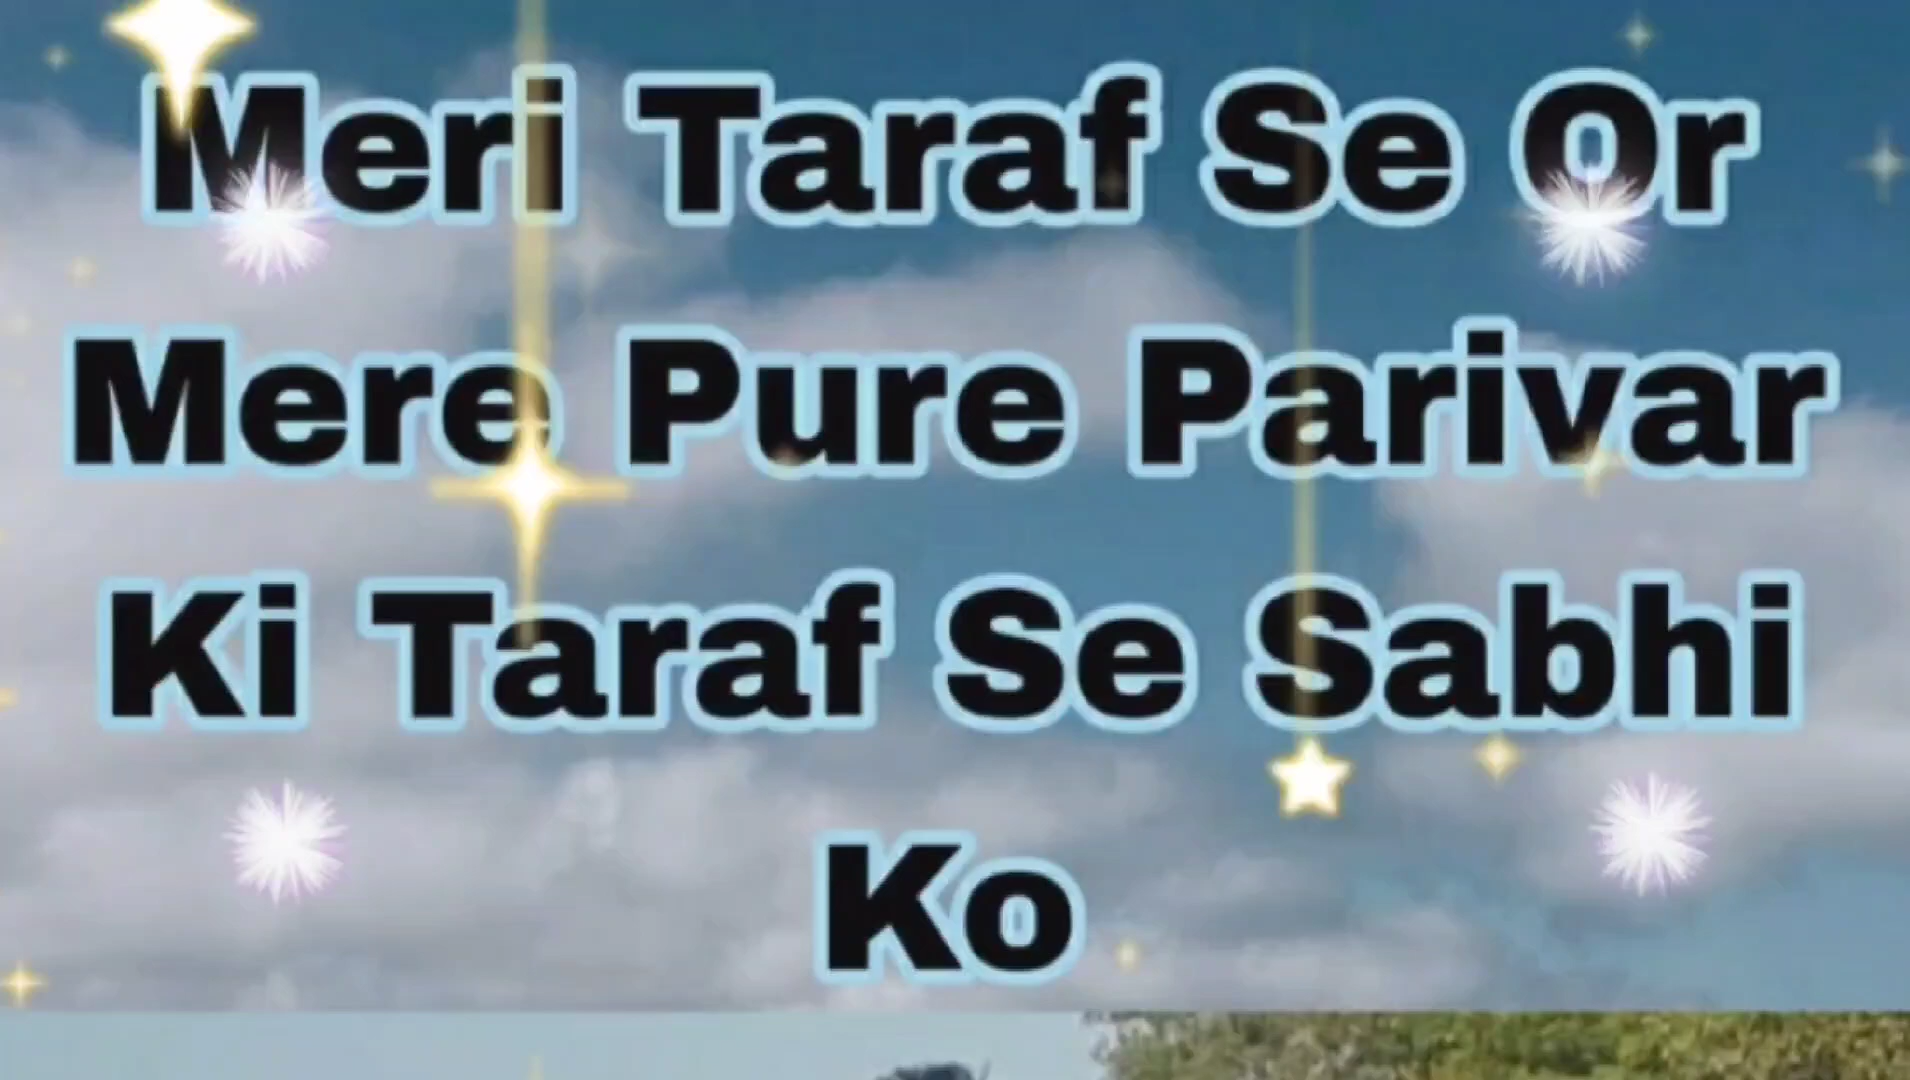 Meri Taraf Se Or
Mere Pure Parivar
Ki Taraf Se Sabhi
Ko